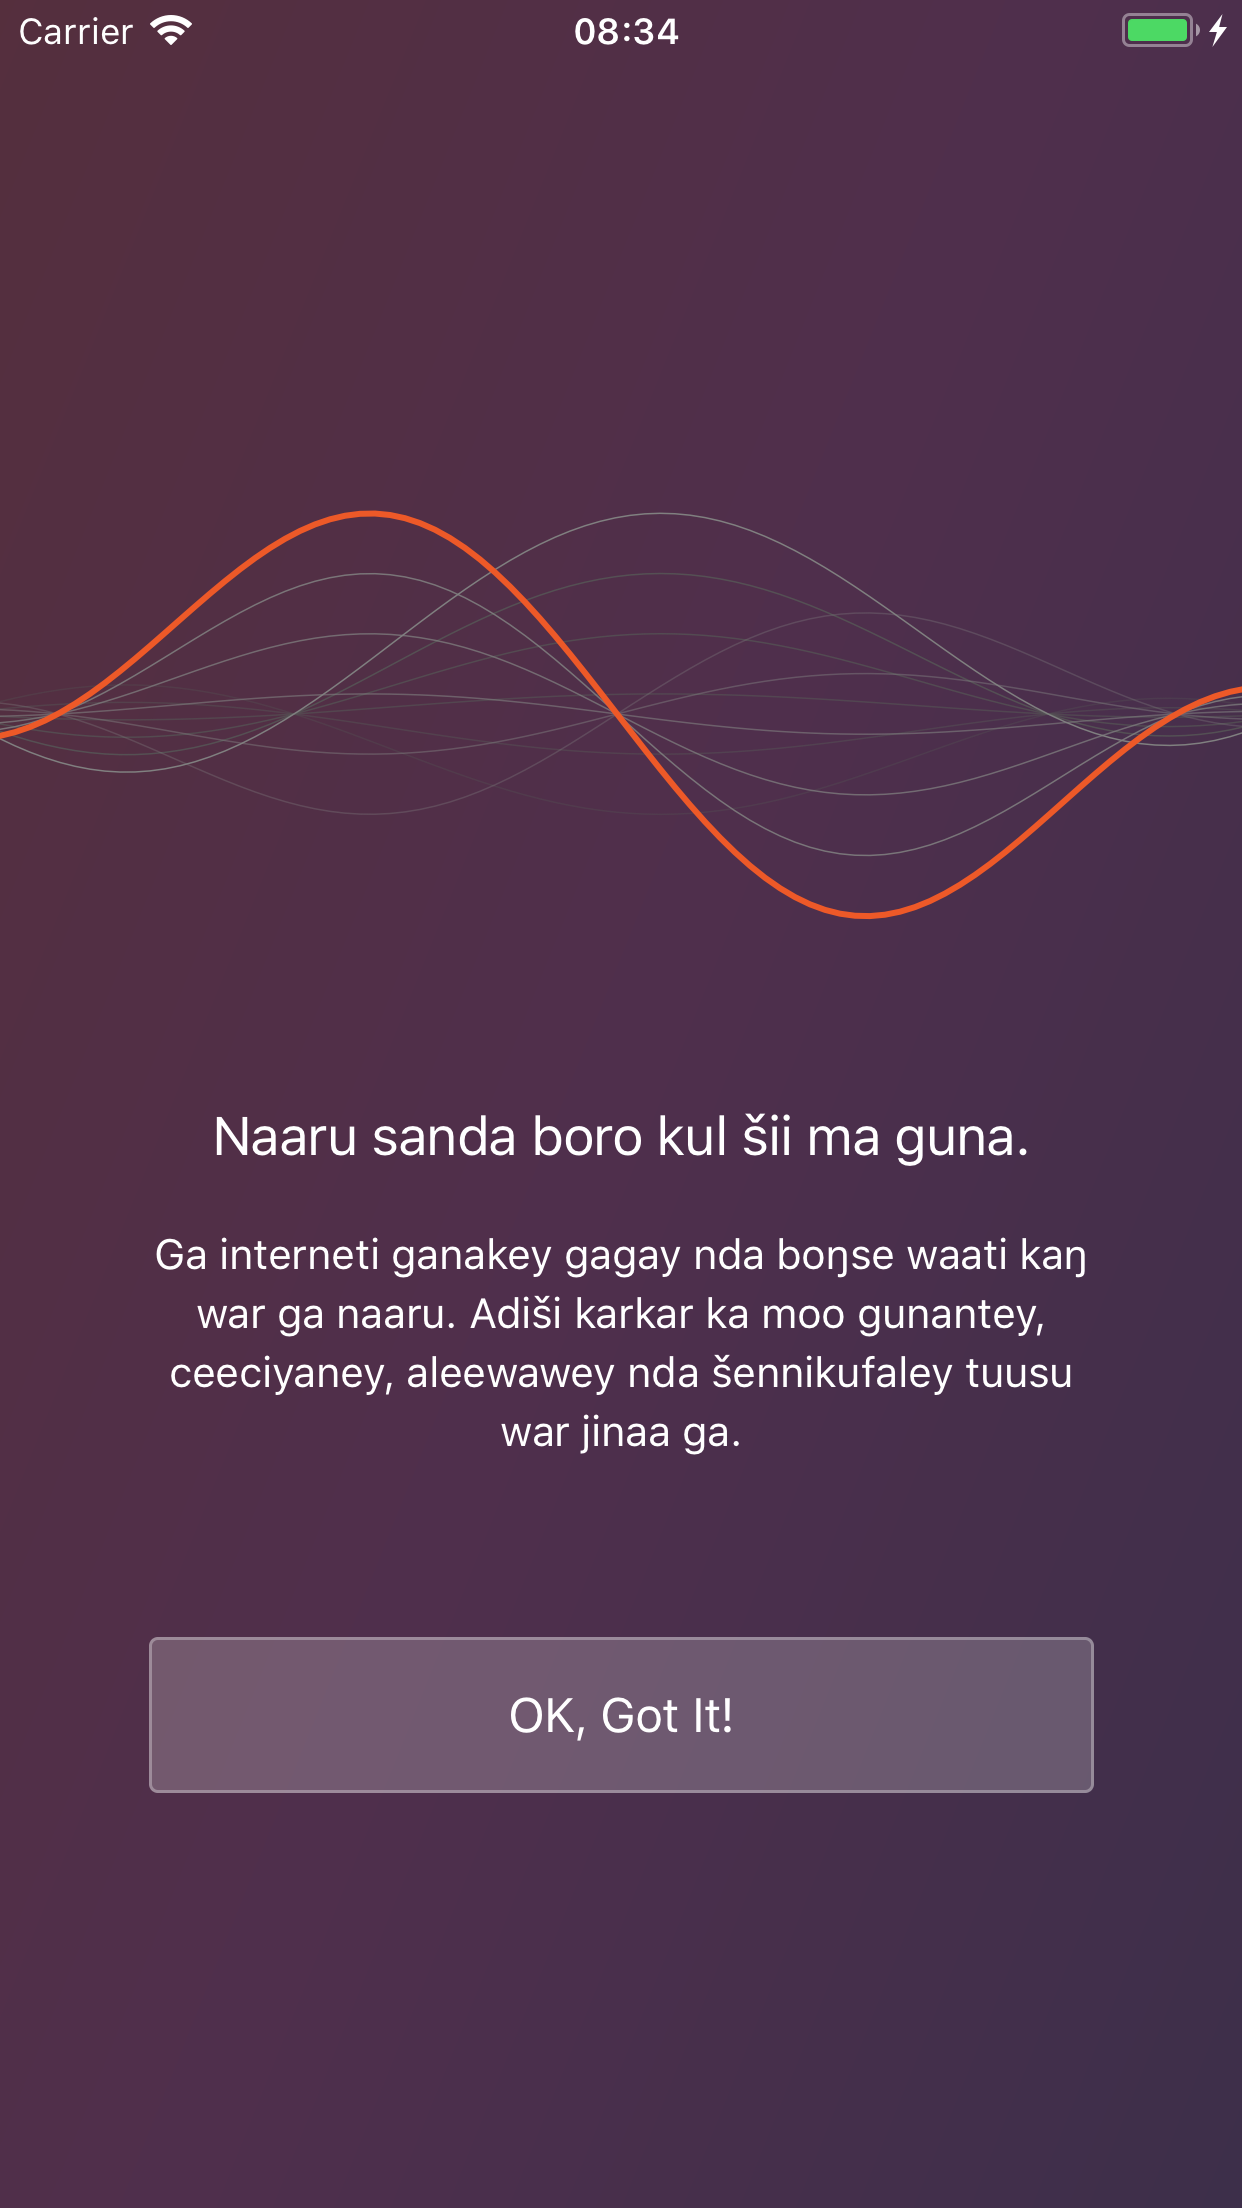 Carrier
08:34
Naaru sanda boro kul šii ma guna.
Ga interneti ganakey gagay nda boŋse waati kaŋ
war ga naaru. Adiši karkar ka moo gunantey,
ceeciyaney, aleewawey nda šennikufaley tuusu
war jinaa ga.
OK, Got It!